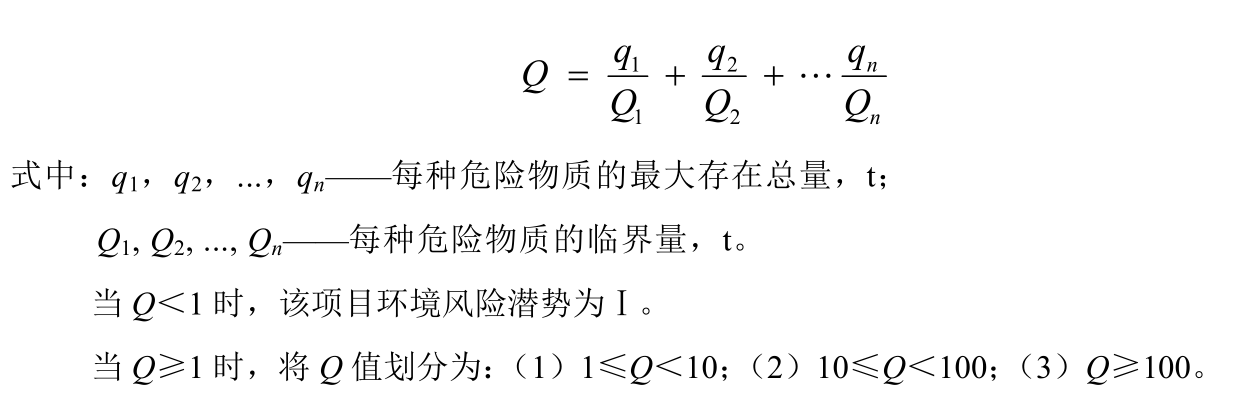 Q = q1/Q1 + q2/Q2 + ··· qn/Qn
式中：q1，q2，...，qn——每种危险物质的最大存在总量，t；
Q1, Q2, ..., Qn——每种危险物质的临界量，t。
当 Q＜1 时，该项目环境风险潜势为Ⅰ。
当 Q≥1 时，将 Q 值划分为：（1）1≤Q＜10；（2）10≤Q＜100；（3）Q≥100。